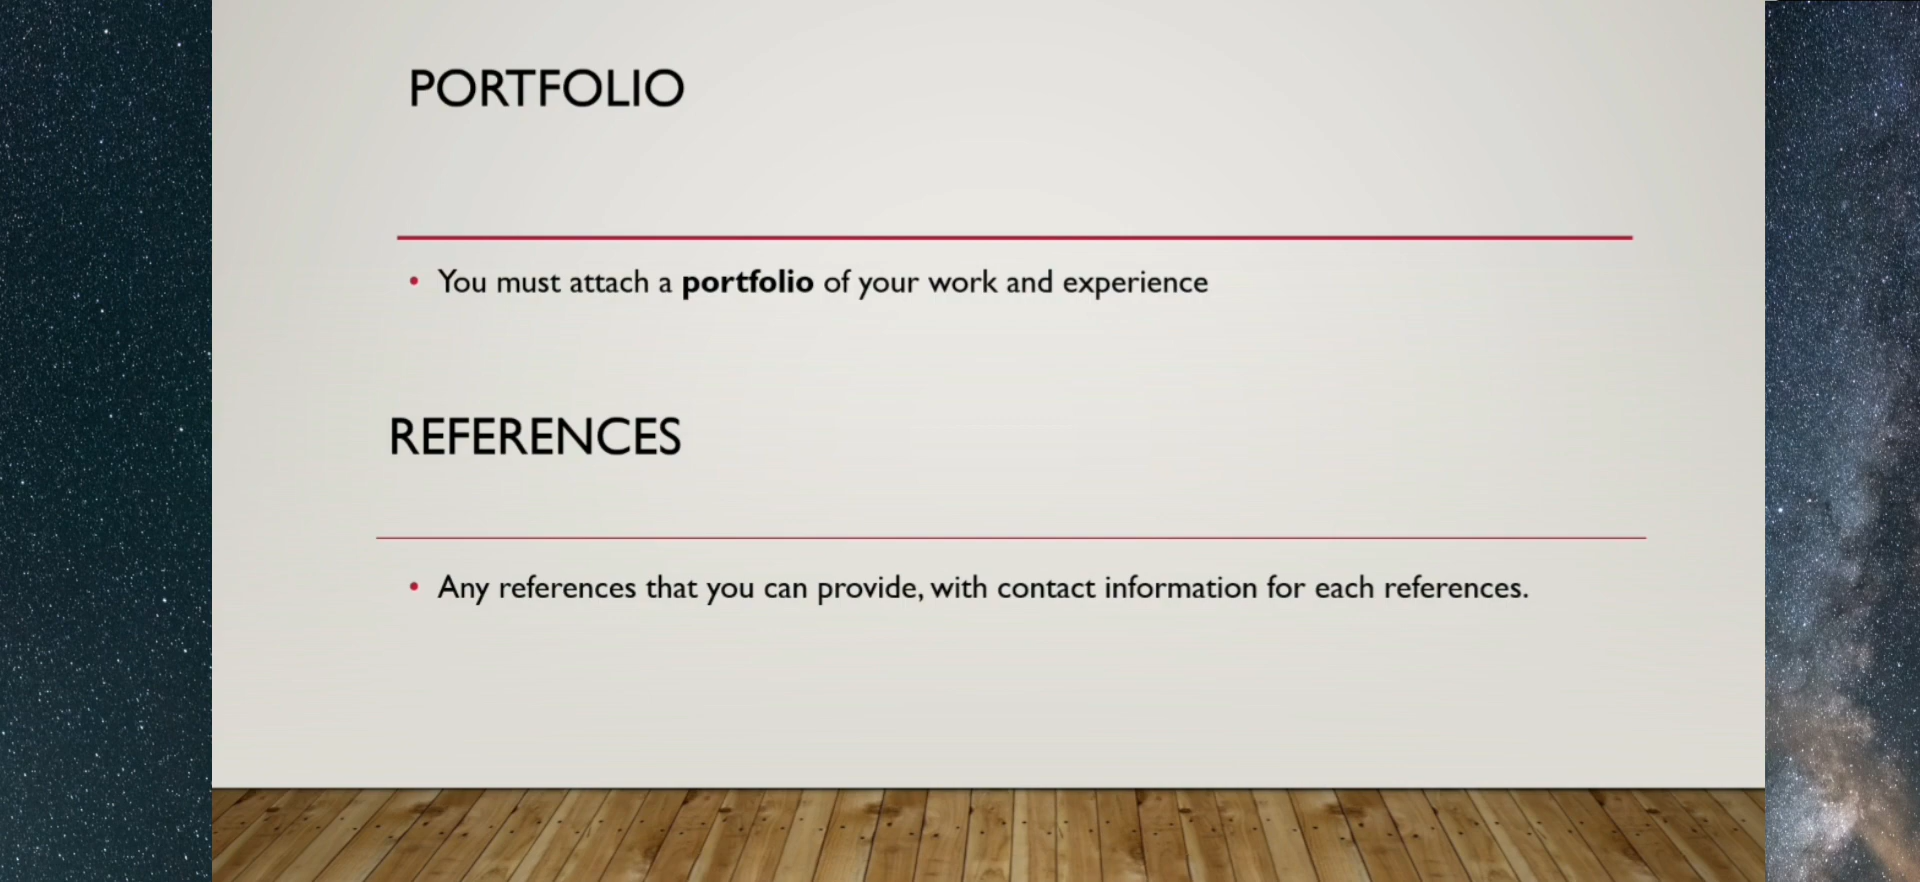 PORTFOLIO
• You must attach a portfolio of your work and experience
REFERENCES
• Any references that you can provide, with contact information for each references.